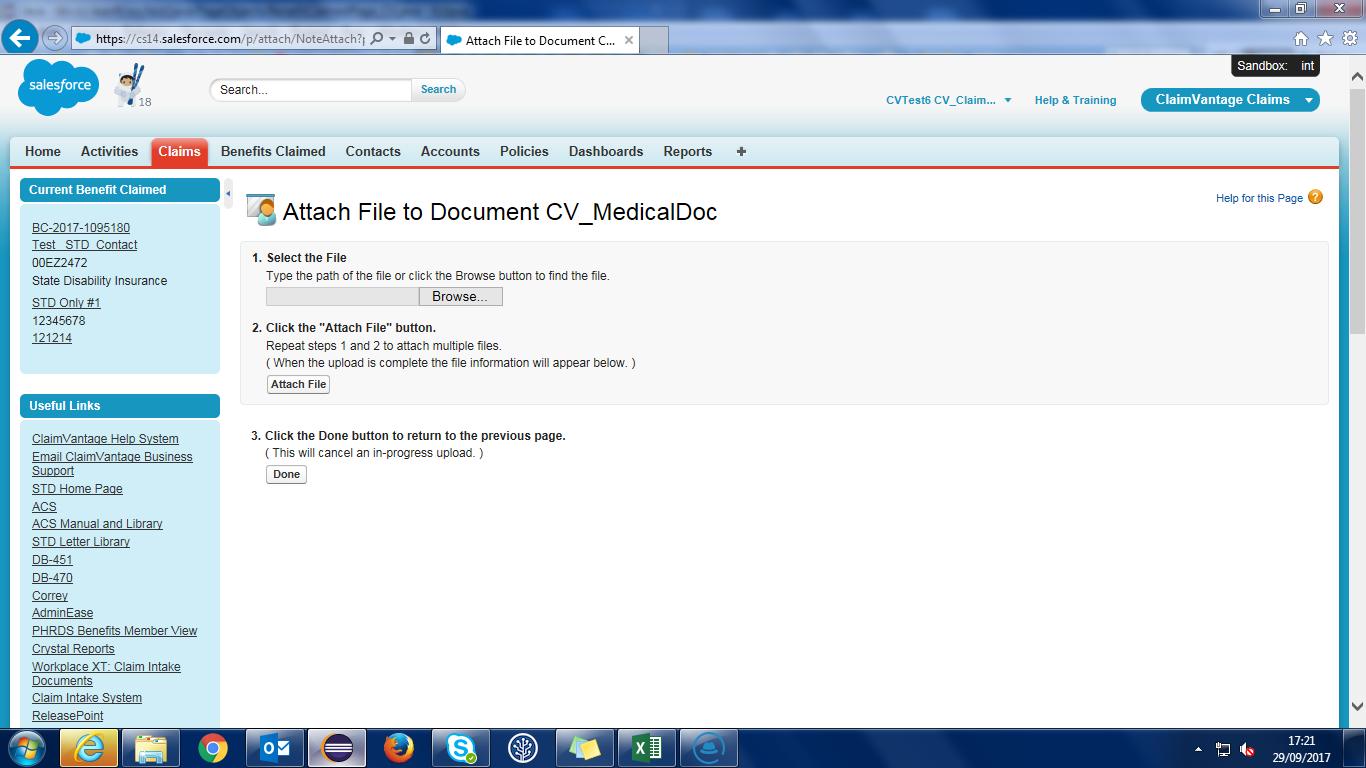 https://cs14.salesforce.com/p/attach/NoteAttach?
Attach File to Document C...
salesforce
18
Search...
Search
Sandbox: int
CVTest6 CV_Claim...
Help & Training
ClaimVantage Claims
Home
Activities
Claims
Benefits Claimed
Contacts
Accounts
Policies
Dashboards
Reports
Current Benefit Claimed
BC-2017-1095180
Test_ STD_Contact
00EZ2472
State Disability Insurance
STD Only #1
12345678
121214
Useful Links
ClaimVantage Help System
Email ClaimVantage Business
Support
STD Home Page
ACS
ACS Manual and Library
STD Letter Library
DB-451
DB-470
Correy
AdminEase
PHRDS Benefits Member View
Crystal Reports
Workplace XT: Claim Intake
Documents
Claim Intake System
ReleasePoint
Attach File to Document CV_MedicalDoc
Help for this Page
1. Select the File
Type the path of the file or click the Browse button to find the file.
Browse...
2. Click the "Attach File" button.
Repeat steps 1 and 2 to attach multiple files.
( When the upload is complete the file information will appear below. )
Attach File
3. Click the Done button to return to the previous page.
( This will cancel an in-progress upload. )
Done
17:21
29/09/2017